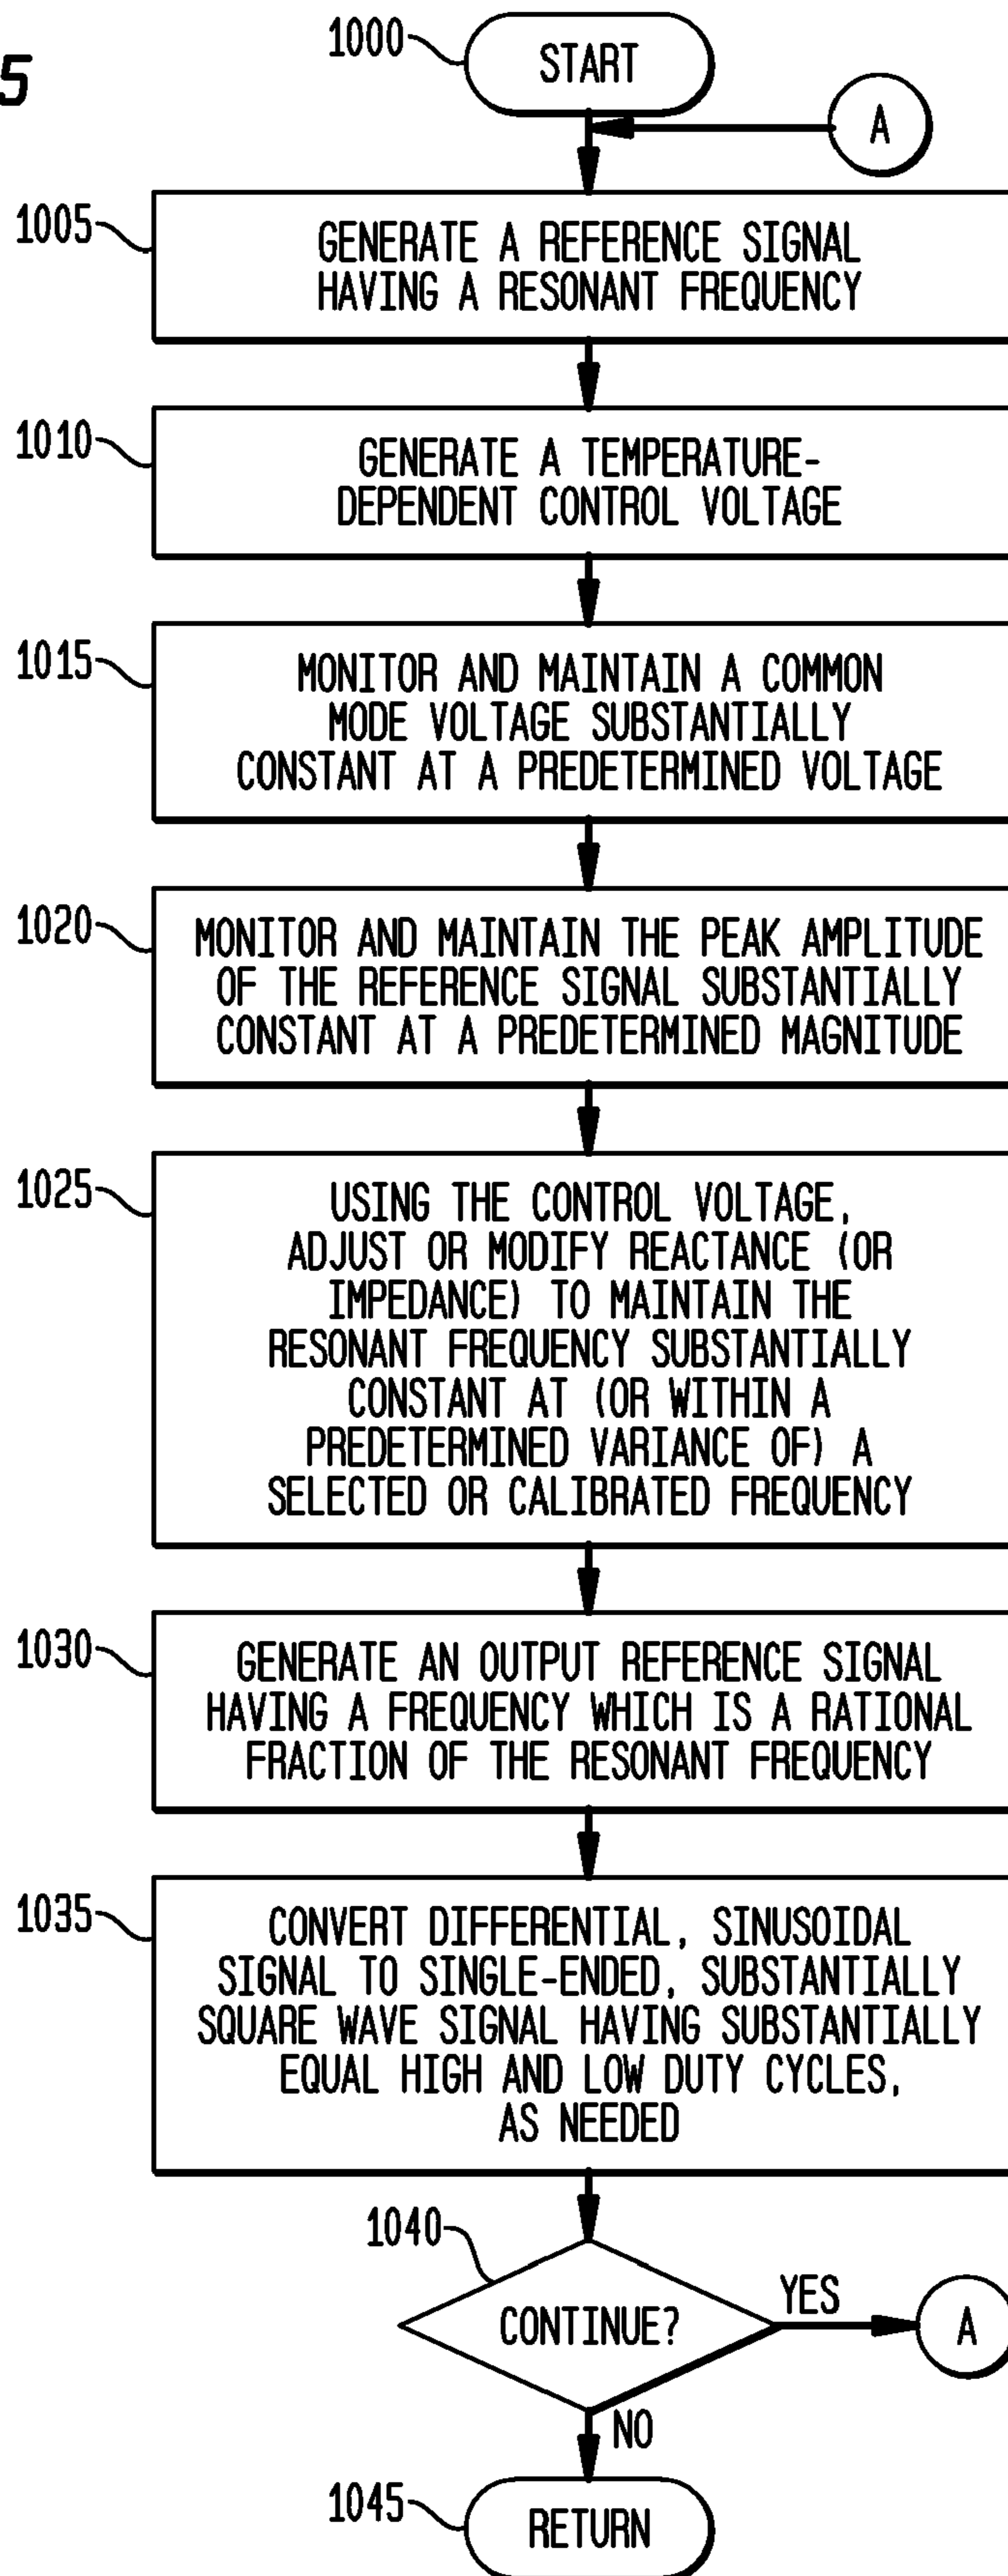 5
1000
START
A
1005
GENERATE A REFERENCE SIGNAL
HAVING A RESONANT FREQUENCY
1010
GENERATE A TEMPERATURE-
DEPENDENT CONTROL VOLTAGE
1015
MONITOR AND MAINTAIN A COMMON
MODE VOLTAGE SUBSTANTIALLY
CONSTANT AT A PREDETERMINED VOLTAGE
1020
MONITOR AND MAINTAIN THE PEAK AMPLITUDE
OF THE REFERENCE SIGNAL SUBSTANTIALLY
CONSTANT AT A PREDETERMINED MAGNITUDE
1025
USING THE CONTROL VOLTAGE,
ADJUST OR MODIFY REACTANCE (OR
IMPEDANCE) TO MAINTAIN THE
RESONANT FREQUENCY SUBSTANTIALLY
CONSTANT AT (OR WITHIN A
PREDETERMINED VARIANCE OF) A
SELECTED OR CALIBRATED FREQUENCY
1030
GENERATE AN OUTPUT REFERENCE SIGNAL
HAVING A FREQUENCY WHICH IS A RATIONAL
FRACTION OF THE RESONANT FREQUENCY
1035
CONVERT DIFFERENTIAL, SINUSOIDAL
SIGNAL TO SINGLE-ENDED, SUBSTANTIALLY
SQUARE WAVE SIGNAL HAVING SUBSTANTIALLY
EQUAL HIGH AND LOW DUTY CYCLES,
AS NEEDED
1040
CONTINUE?
YES
A
NO
1045
RETURN